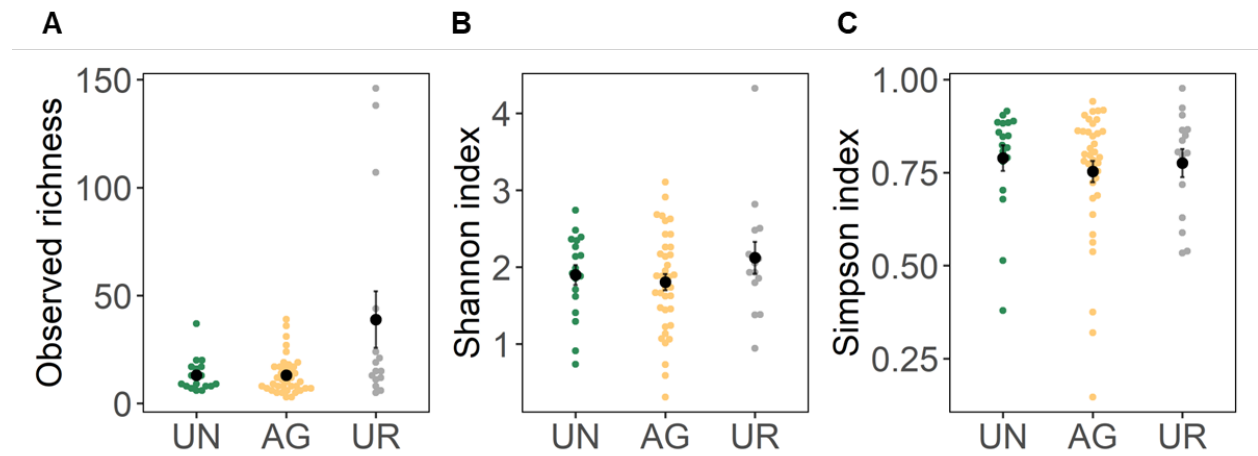 A
B
C
Observed richness
150
100
50
0
UN AG UR
Shannon index
4
3
2
1
UN AG UR
Simpson index
1.00
0.75
0.50
0.25
UN AG UR